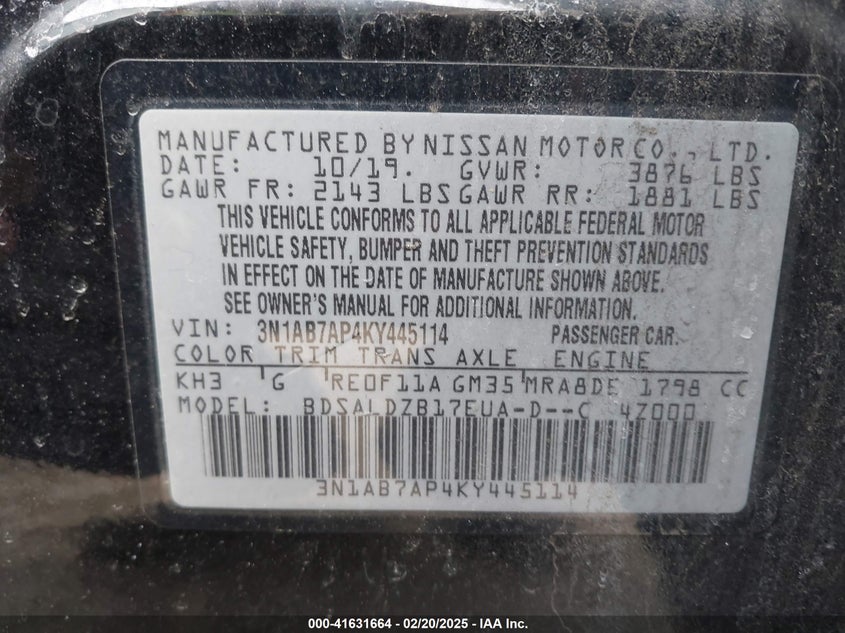 MANUFACTURED BY NISSAN MOTOR CO., LTD.
DATE: 10/19. GVWR: 3876 LBS
GAWR FR: 2143 LBS GAWR RR: 1881 LBS
THIS VEHICLE CONFORMS TO ALL APPLICABLE FEDERAL MOTOR
VEHICLE SAFETY, BUMPER AND THEFT PREVENTION STANDARDS
IN EFFECT ON THE DATE OF MANUFACTURE SHOWN ABOVE.
SEE OWNER'S MANUAL FOR ADDITIONAL INFORMATION.
VIN: 3N1AB7AP4KY445114 PASSENGER CAR.
COLOR TRIM TRANS AXLE ENGINE
KH3 G RE0F11A GM35 MRA8DE 1798 CC
MODEL: BDSALDZB17EUA-D--C 4Z000
3N1AB7AP4KY445114
000-41631664 / 02/20/2025 - IAA Inc.